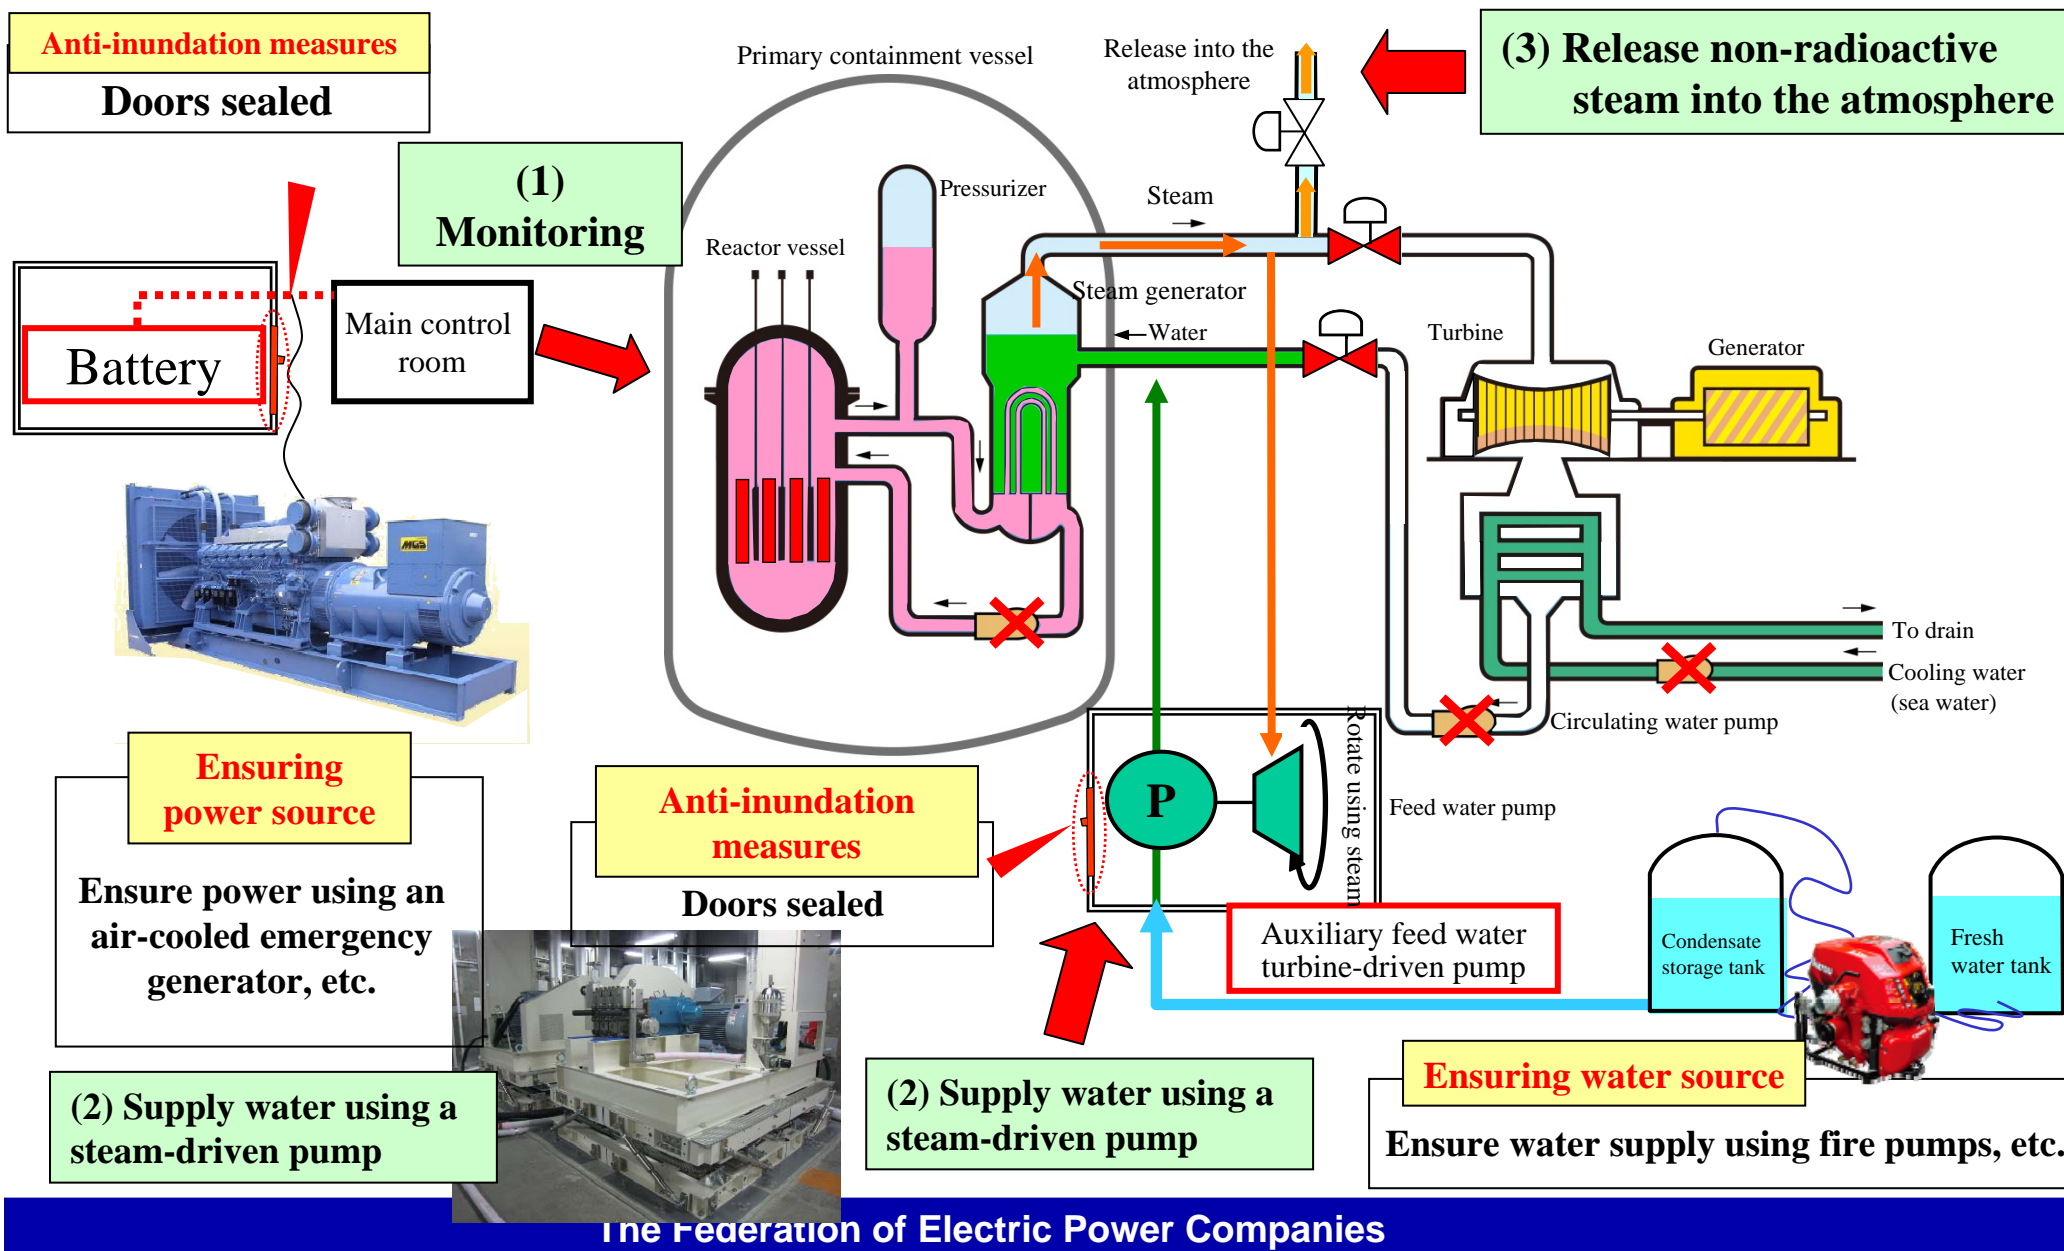 Anti-inundation measures
Doors sealed
(1)
Monitoring
Primary containment vessel
Release into the
atmosphere
(3) Release non-radioactive
steam into the atmosphere
Pressurizer
Steam
Reactor vessel
Steam generator
Water
Battery
Main control
room
Turbine
Generator
MGS
To drain
Cooling water
(sea water)
Circulating water pump
Ensuring
power source
Ensure power using an
air-cooled emergency
generator, etc.
Anti-inundation
measures
Doors sealed
P
Rotate using steam
Feed water pump
Auxiliary feed water
turbine-driven pump
Condensate
storage tank
Fresh
water tank
(2) Supply water using a
steam-driven pump
(2) Supply water using a
steam-driven pump
Ensuring water source
Ensure water supply using fire pumps, etc.
The Federation of Electric Power Companies